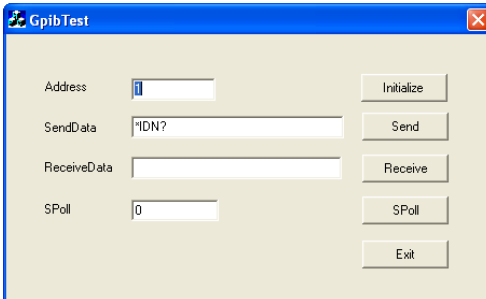 GpibTest
Address 1 Initialize
SendData *IDN? Send
ReceiveData Receive
SPoll 0 SPoll
Exit